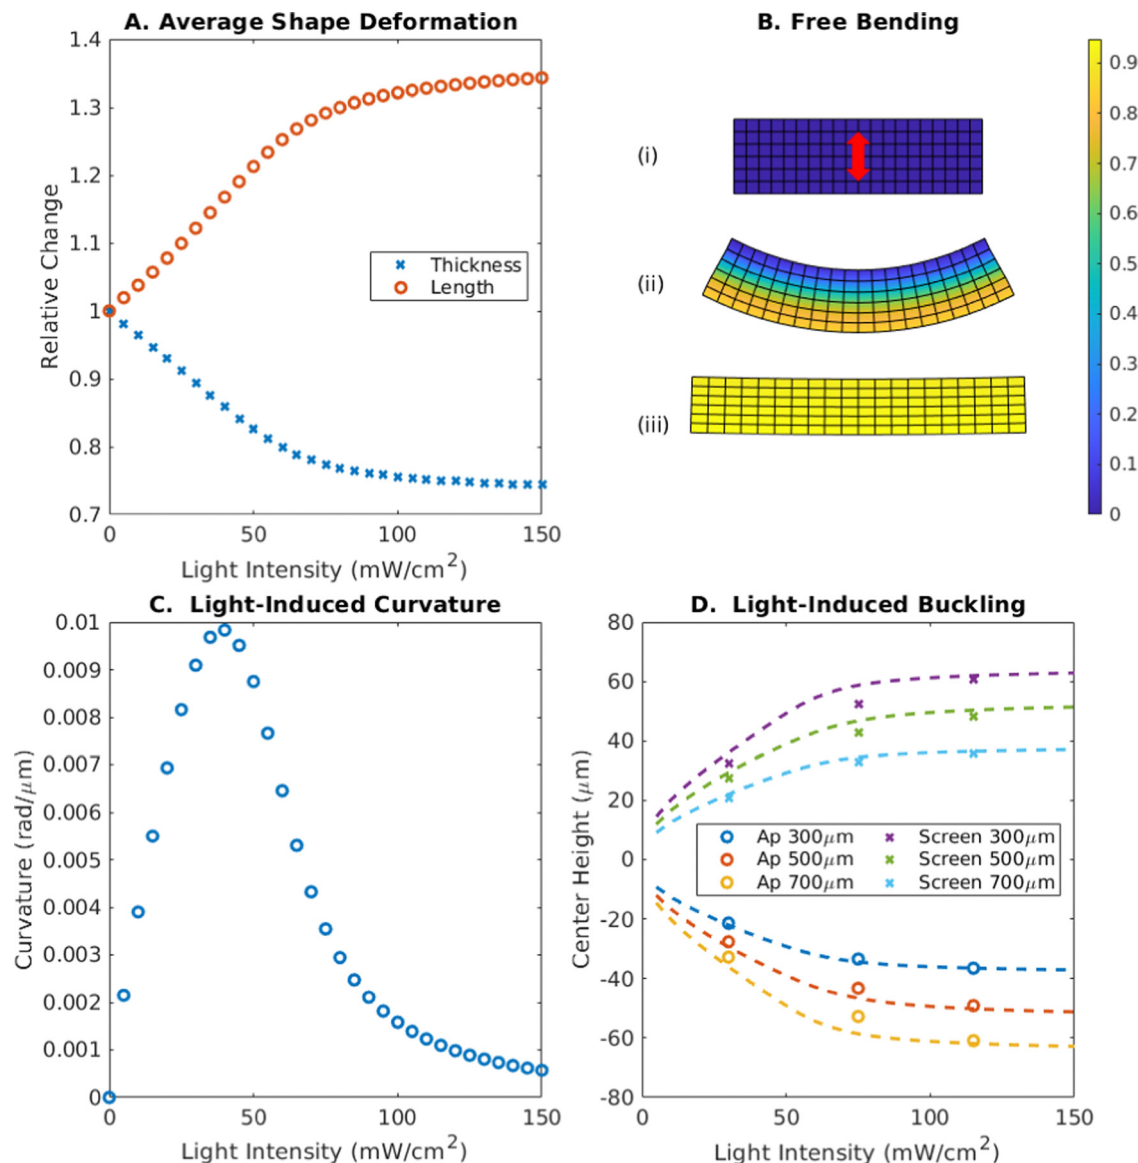 A. Average Shape Deformation
1.4
1.3
1.2
1.1
1
0.9
0.8
0.7
Relative Change
Thickness
Length
0 50 100 150
Light Intensity (mW/cm²)
B. Free Bending
(i)
(ii)
(iii)
0.9
0.8
0.7
0.6
0.5
0.4
0.3
0.2
0.1
0
C. Light-Induced Curvature
0.01
0.009
0.008
0.007
0.006
0.005
0.004
0.003
0.002
0.001
0
Curvature (rad/μm)
0 50 100 150
Light Intensity (mW/cm²)
D. Light-Induced Buckling
80
60
40
20
0
-20
-40
-60
-80
Center Height (μm)
Ap 300μm Screen 300μm
Ap 500μm Screen 500μm
Ap 700μm Screen 700μm
0 50 100 150
Light Intensity (mW/cm²)